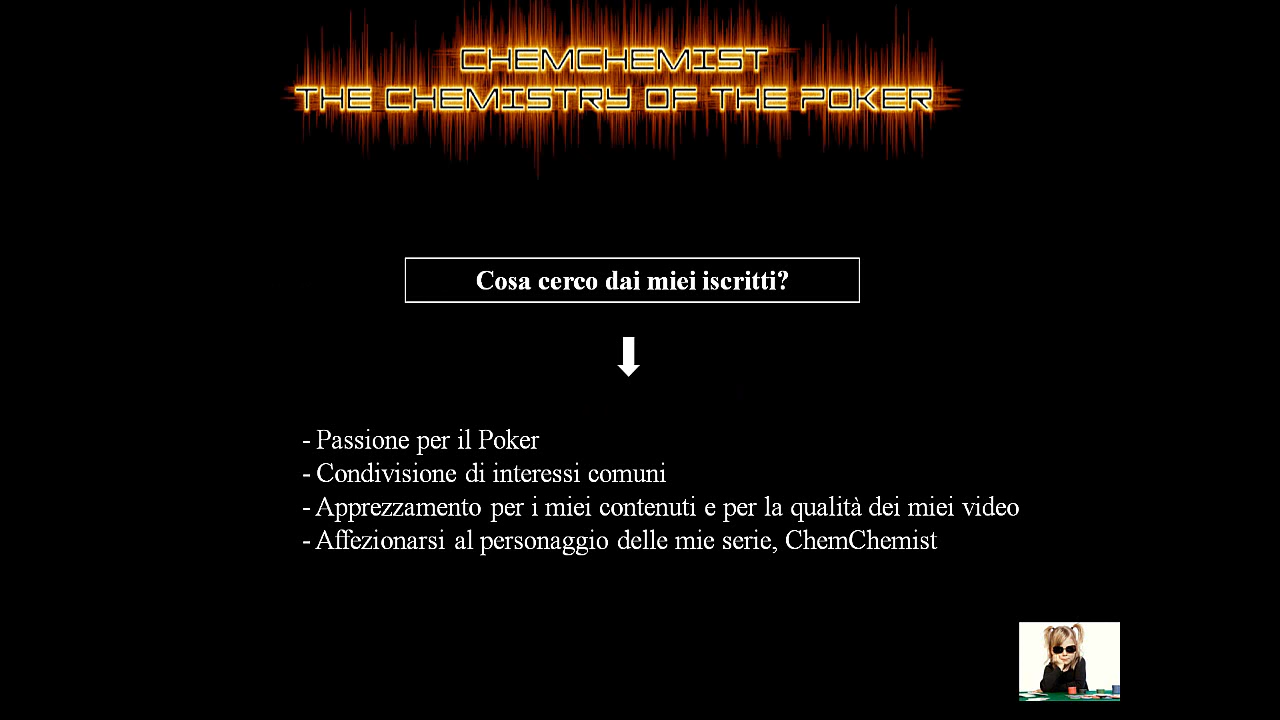 CHEMCHEMIST
THE CHEMISTRY OF THE POKER
Cosa cerco dai miei iscritti?
- Passione per il Poker
- Condivisione di interessi comuni
- Apprezzamento per i miei contenuti e per la qualità dei miei video
- Affezionarsi al personaggio delle mie serie, ChemChemist